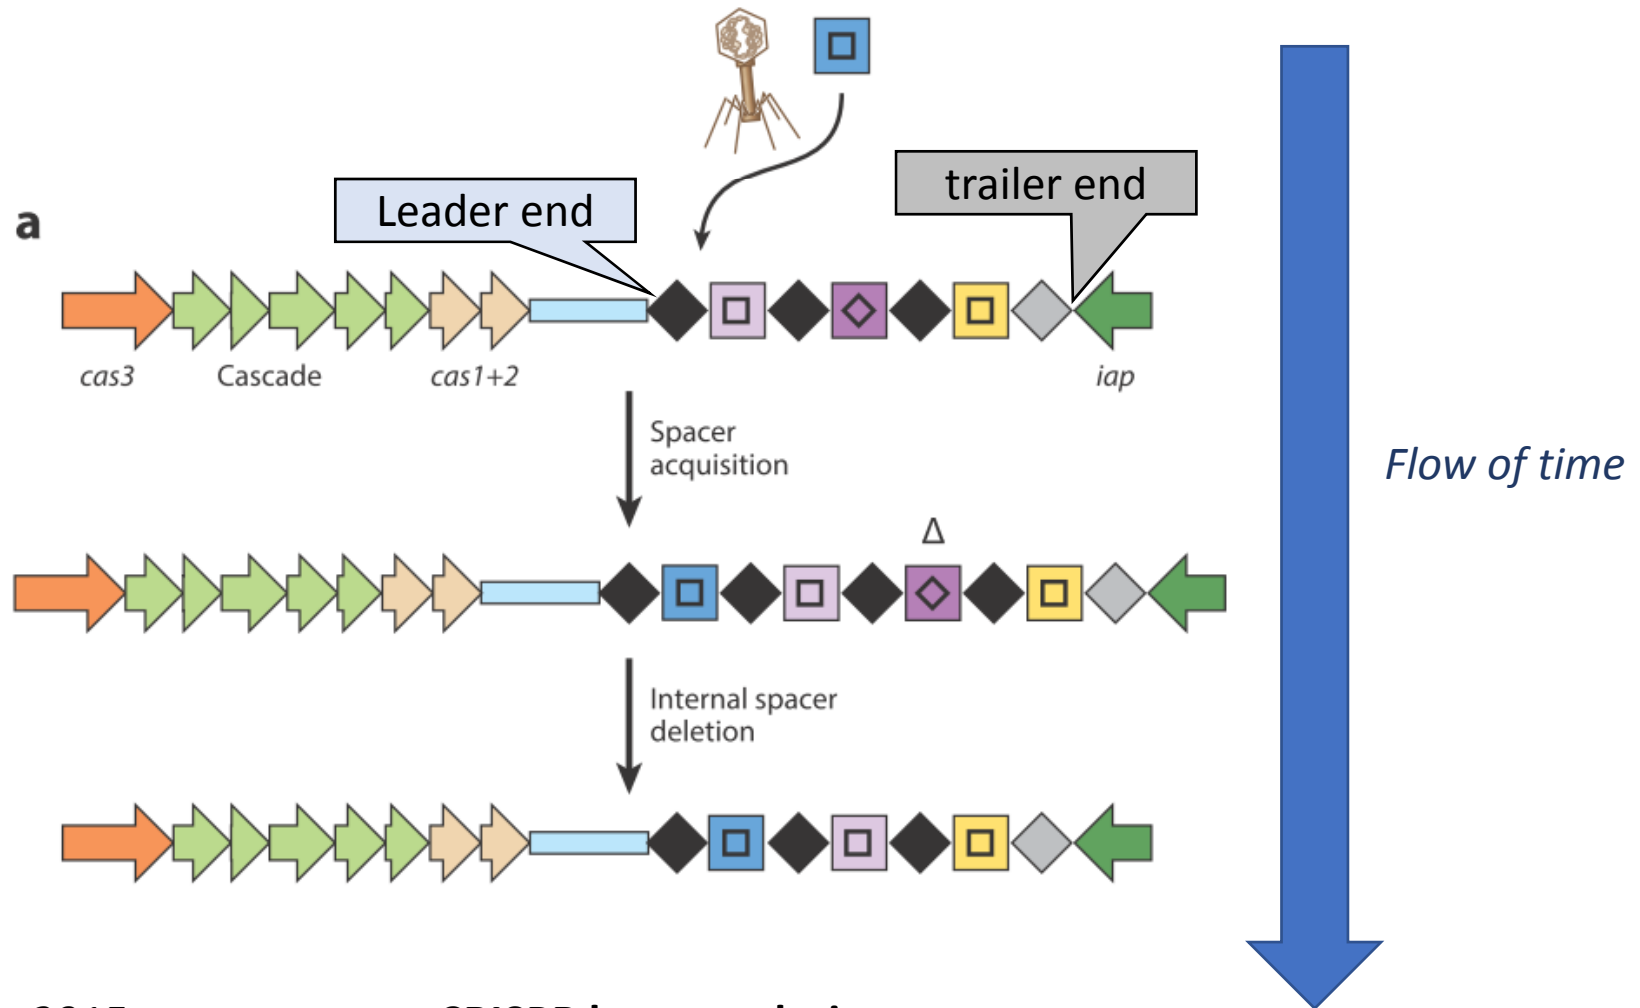 Leader end
trailer end
a
cas3
Cascade
cas1+2
iap
Spacer
acquisition
Flow of time
Δ
Internal spacer
deletion